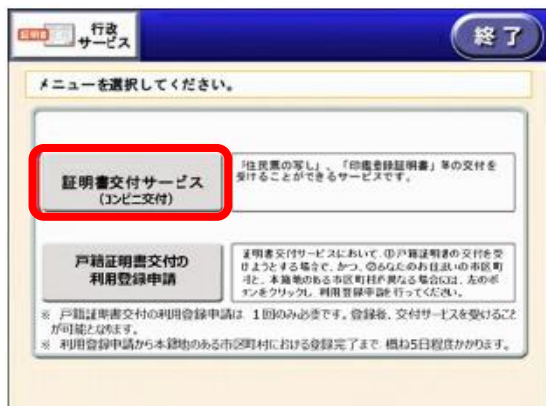 証明書
行政
サービス
終了
メニューを選択してください。
証明書交付サービス
(コンビニ交付)
「住民票の写し」、「印鑑登録証明書」等の交付を
受けることができるサービスです。
戸籍証明書交付の
利用登録申請
証明書交付サービスにおいて、①戸籍証明書の交付を受
けようとする場合で、かつ、②あなたのお住まいの市区町
村と、本籍地のある市区町村が異なる場合には、左のボ
タンをクリックし、利用登録申請を行ってください。
※ 戸籍証明書交付の利用登録申請は、1回のみ必要です。登録後、交付サービスを受けること
が可能となります。
※ 利用登録申請から本籍地のある市区町村における登録完了まで、概ね5日程度かかります。